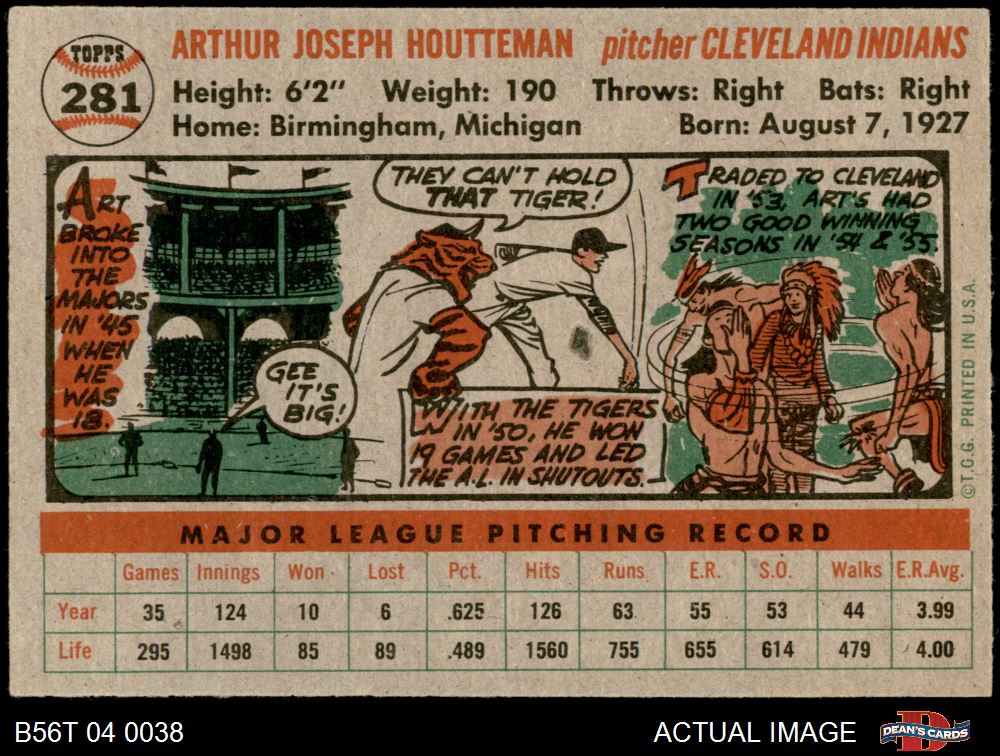 TOPPS
281
ARTHUR JOSEPH HOUTTEMAN pitcher CLEVELAND INDIANS
Height: 6'2" Weight: 190 Throws: Right Bats: Right
Home: Birmingham, Michigan Born: August 7, 1927
ART
BROKE
INTO
THE
MAJORS
IN '45
WHEN
HE
WAS
18.
GEE
IT'S
BIG!
THEY CAN'T HOLD
THAT TIGER!
WITH THE TIGERS
IN '50, HE WON
19 GAMES AND LED
THE A.L. IN SHUTOUTS.
TRADED TO CLEVELAND
IN '53, ART'S HAD
TWO GOOD WINNING
SEASONS IN '54 & '55.
©T.C.G. PRINTED IN U.S.A.
MAJOR LEAGUE PITCHING RECORD
Games Innings Won Lost Pct. Hits Runs E.R. S.O. Walks E.R.Avg.
Year 35 124 10 6 .625 126 63 55 53 44 3.99
Life 295 1498 85 89 .489 1560 755 655 614 479 4.00
B56T 04 0038 ACTUAL IMAGE DEAN'S CARDS